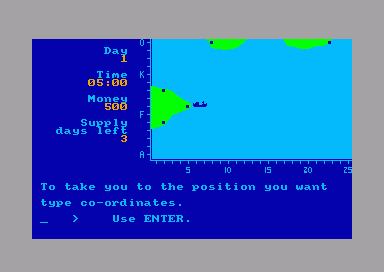 Day
1
Time
05:00
Money
500
Supply
days left
3
O
K
F
A
5 10 15 20 25
To take you to the position you want
type co-ordinates.
_ > Use ENTER.